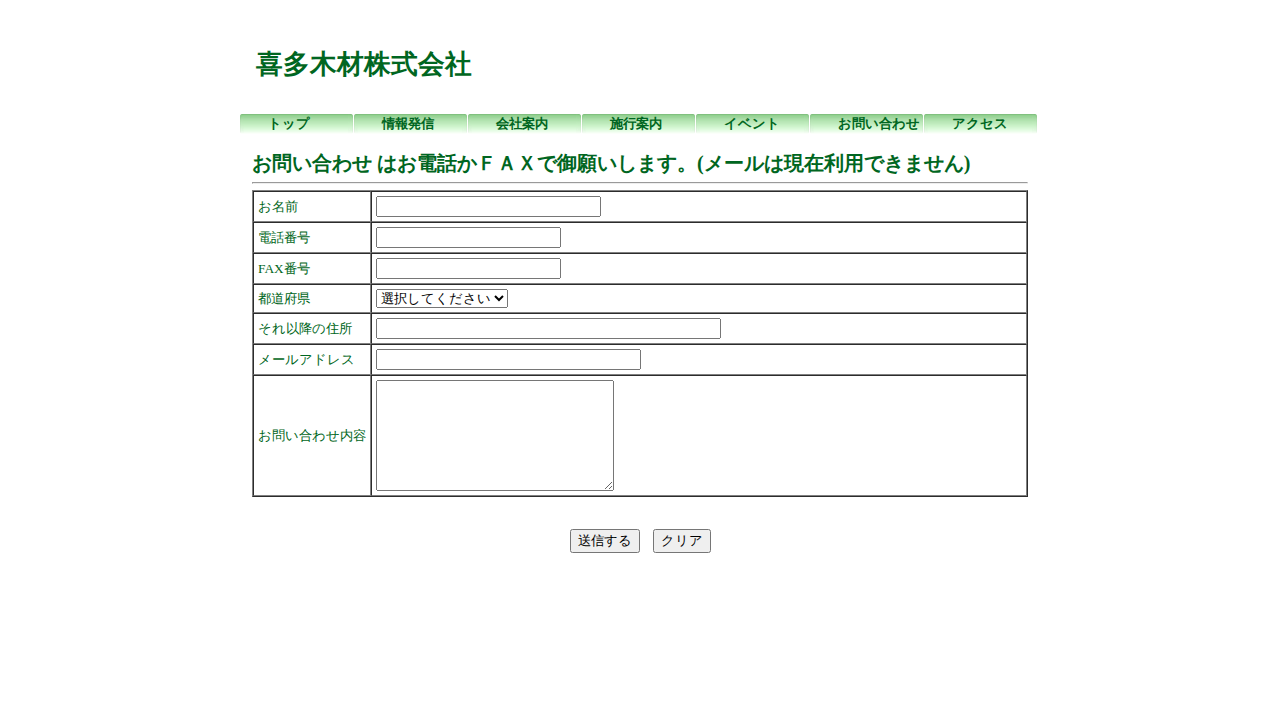 喜多木材株式会社
トップ 情報発信 会社案内 施行案内 イベント お問い合わせ アクセス
お問い合わせ はお電話かＦＡＸで御願いします。(メールは現在利用できません)
お名前
電話番号
FAX番号
都道府県 選択してください
それ以降の住所
メールアドレス
お問い合わせ内容
送信する クリア